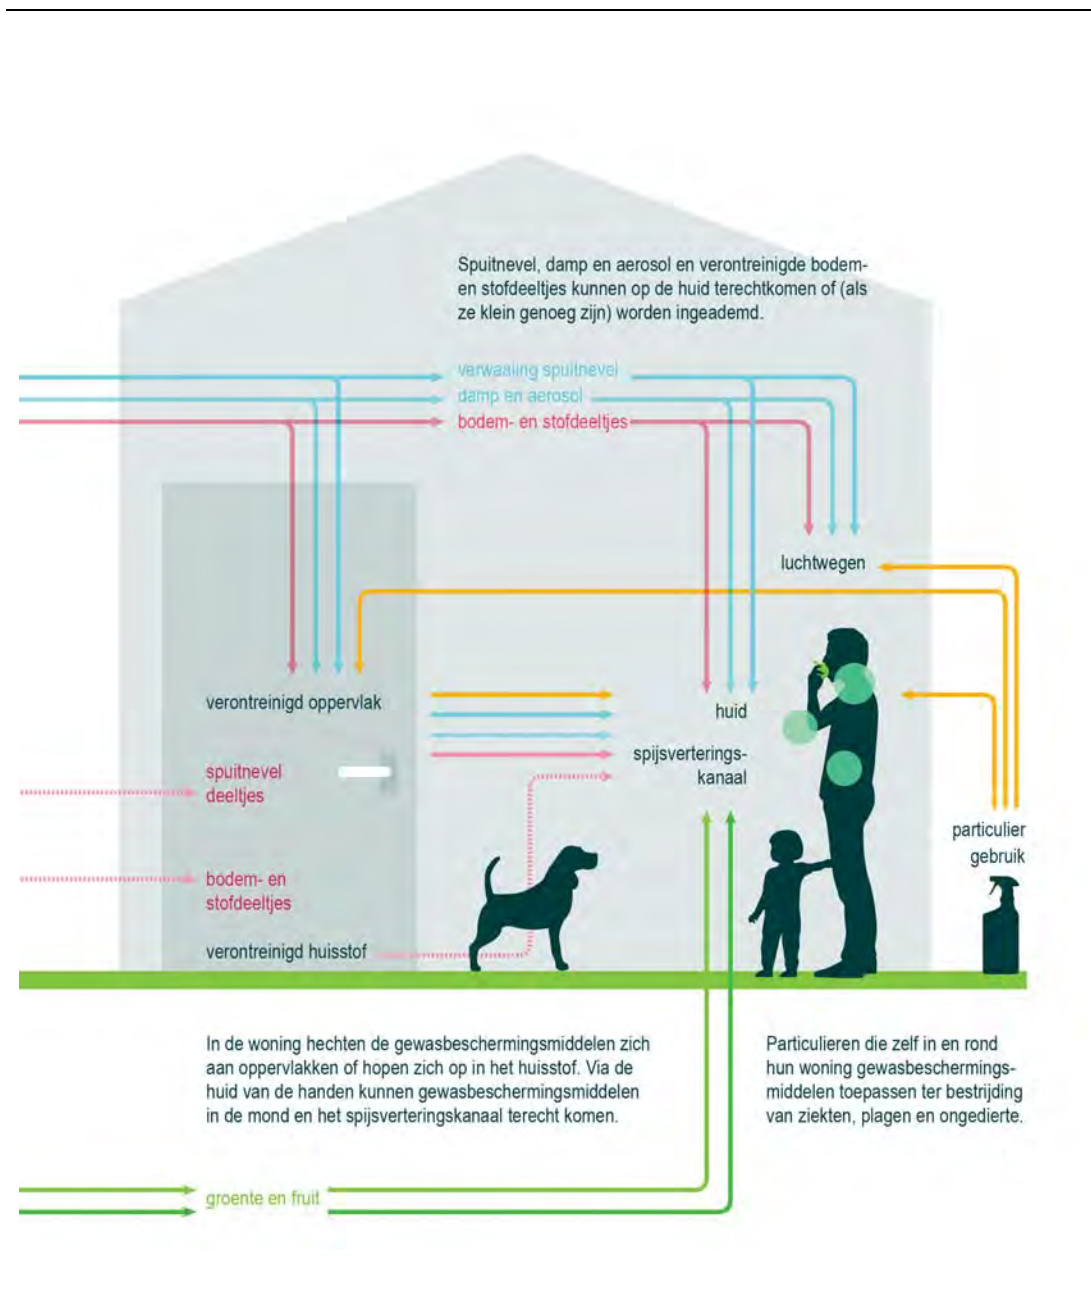 Spuitnevel, damp en aerosol en verontreinigde bodem-
en stofdeeltjes kunnen op de huid terechtkomen of (als
ze klein genoeg zijn) worden ingeademd.
verwaaiing spuitnevel
damp en aerosol
bodem- en stofdeeltjes
luchtwegen
verontreinigd oppervlak
huid
spijsverterings-
kanaal
spuitnevel
deeltjes
particulier
gebruik
bodem- en
stofdeeltjes
verontreinigd huisstof
In de woning hechten de gewasbeschermingsmiddelen zich
aan oppervlakken of hopen zich op in het huisstof. Via de
huid van de handen kunnen gewasbeschermingsmiddelen
in de mond en het spijsverteringskanaal terecht komen.
Particulieren die zelf in en rond
hun woning gewasbeschermings-
middelen toepassen ter bestrijding
van ziekten, plagen en ongedierte.
groente en fruit